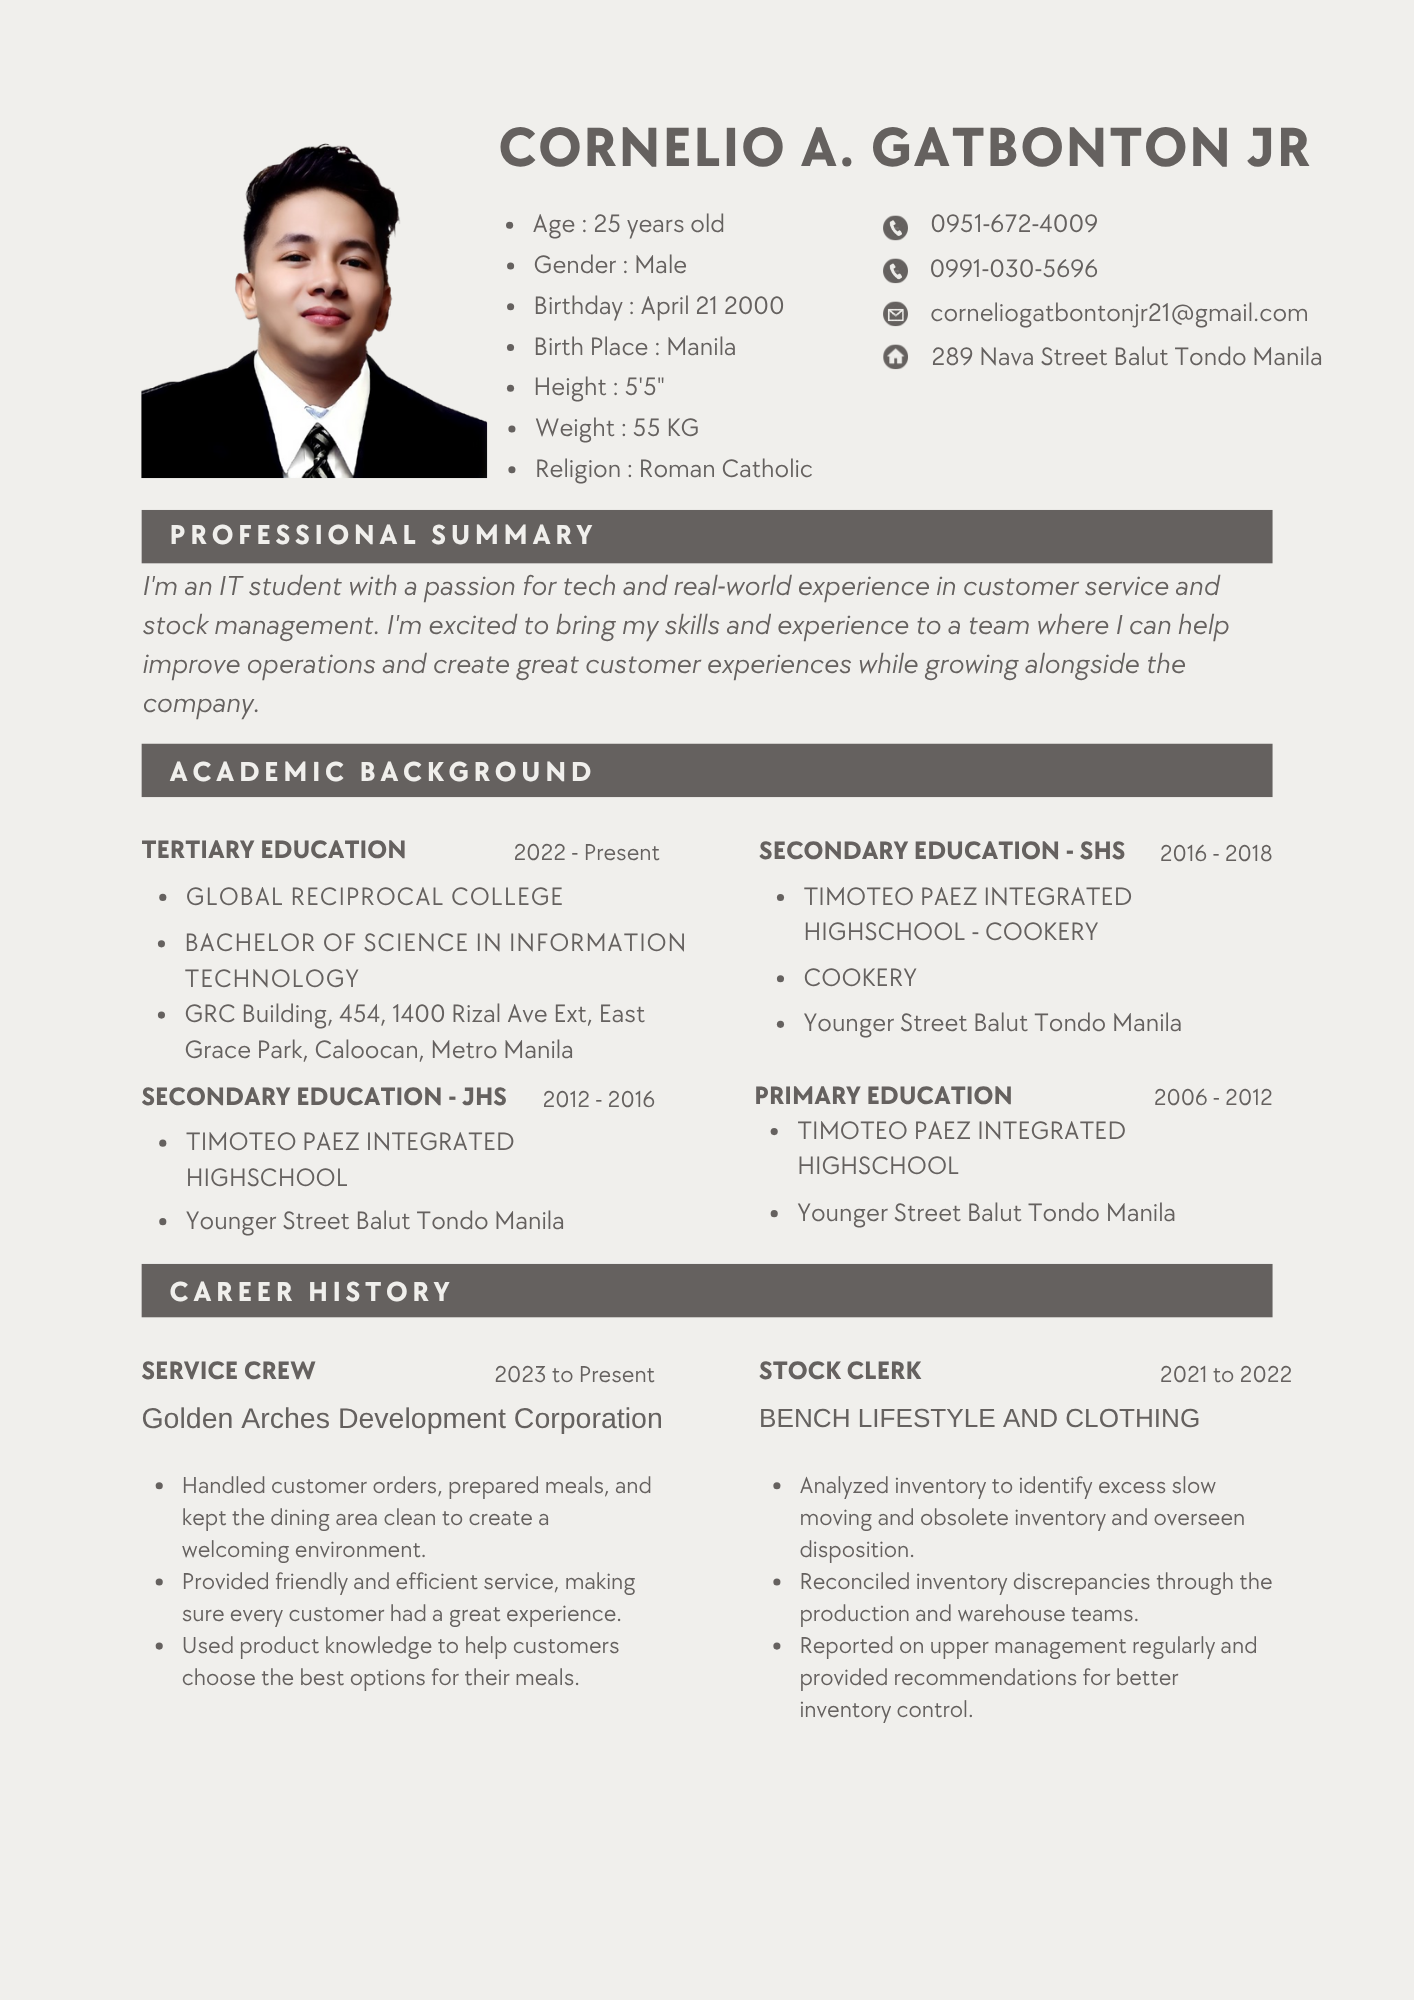 CORNELIO A. GATBONTON JR
Age : 25 years old
Gender : Male
Birthday : April 21 2000
Birth Place : Manila
Height : 5'5"
Weight : 55 KG
Religion : Roman Catholic
0951-672-4009
0991-030-5696
corneliogatbontonjr21@gmail.com
289 Nava Street Balut Tondo Manila
PROFESSIONAL SUMMARY
I'm an IT student with a passion for tech and real-world experience in customer service and
stock management. I'm excited to bring my skills and experience to a team where I can help
improve operations and create great customer experiences while growing alongside the
company.
ACADEMIC BACKGROUND
TERTIARY EDUCATION 2022 - Present
GLOBAL RECIPROCAL COLLEGE
BACHELOR OF SCIENCE IN INFORMATION
TECHNOLOGY
GRC Building, 454, 1400 Rizal Ave Ext, East
Grace Park, Caloocan, Metro Manila
SECONDARY EDUCATION - SHS 2016 - 2018
TIMOTEO PAEZ INTEGRATED
HIGHSCHOOL - COOKERY
COOKERY
Younger Street Balut Tondo Manila
SECONDARY EDUCATION - JHS 2012 - 2016
TIMOTEO PAEZ INTEGRATED
HIGHSCHOOL
Younger Street Balut Tondo Manila
PRIMARY EDUCATION 2006 - 2012
TIMOTEO PAEZ INTEGRATED
HIGHSCHOOL
Younger Street Balut Tondo Manila
CAREER HISTORY
SERVICE CREW 2023 to Present
Golden Arches Development Corporation
Handled customer orders, prepared meals, and
kept the dining area clean to create a
welcoming environment.
Provided friendly and efficient service, making
sure every customer had a great experience.
Used product knowledge to help customers
choose the best options for their meals.
STOCK CLERK 2021 to 2022
BENCH LIFESTYLE AND CLOTHING
Analyzed inventory to identify excess slow
moving and obsolete inventory and overseen
disposition.
Reconciled inventory discrepancies through the
production and warehouse teams.
Reported on upper management regularly and
provided recommendations for better
inventory control.